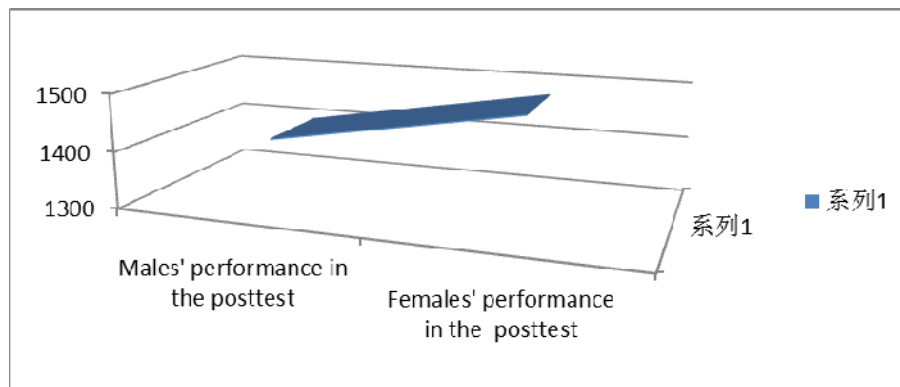 1500
1400
1300
Males' performance in
the posttest
Females' performance
in the posttest
系列1
系列1